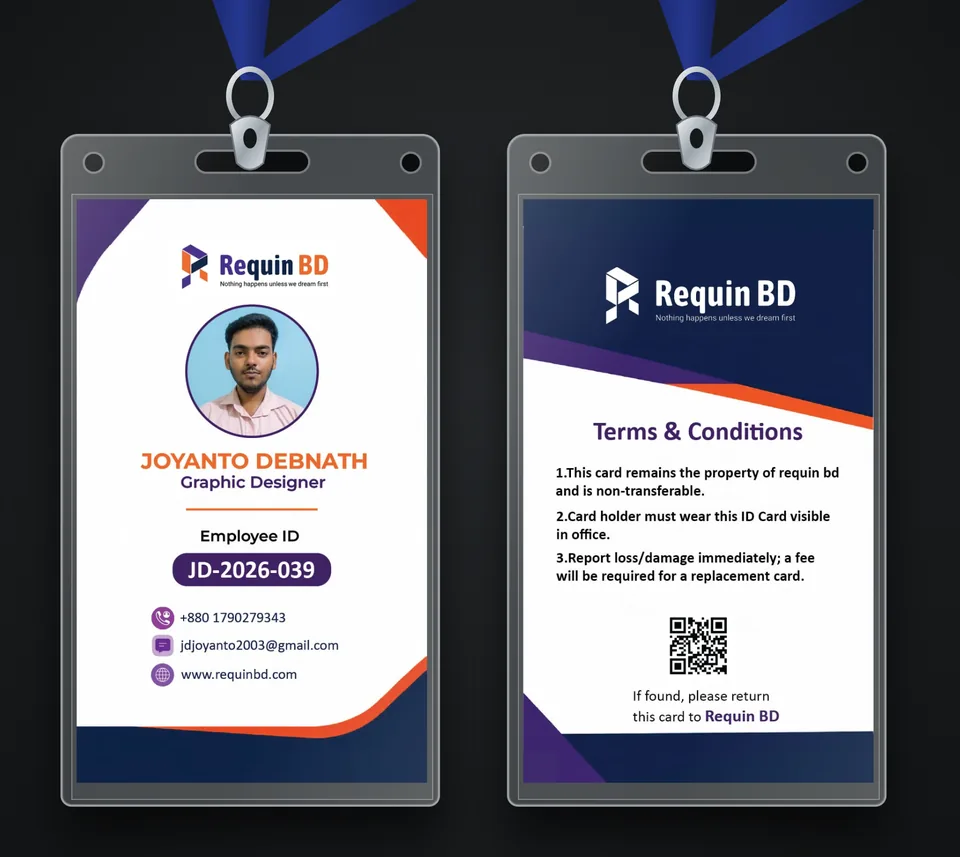 Requin BD
Nothing happens unless we dream first
JOYANTO DEBNATH
Graphic Designer
Employee ID
JD-2026-039
+880 1790279343
jdjoyanto2003@gmail.com
www.requinbd.com
Requin BD
Nothing happens unless we dream first
Terms & Conditions
1.This card remains the property of requin bd
and is non-transferable.
2.Card holder must wear this ID Card visible
in office.
3.Report loss/damage immediately; a fee
will be required for a replacement card.
If found, please return
this card to Requin BD